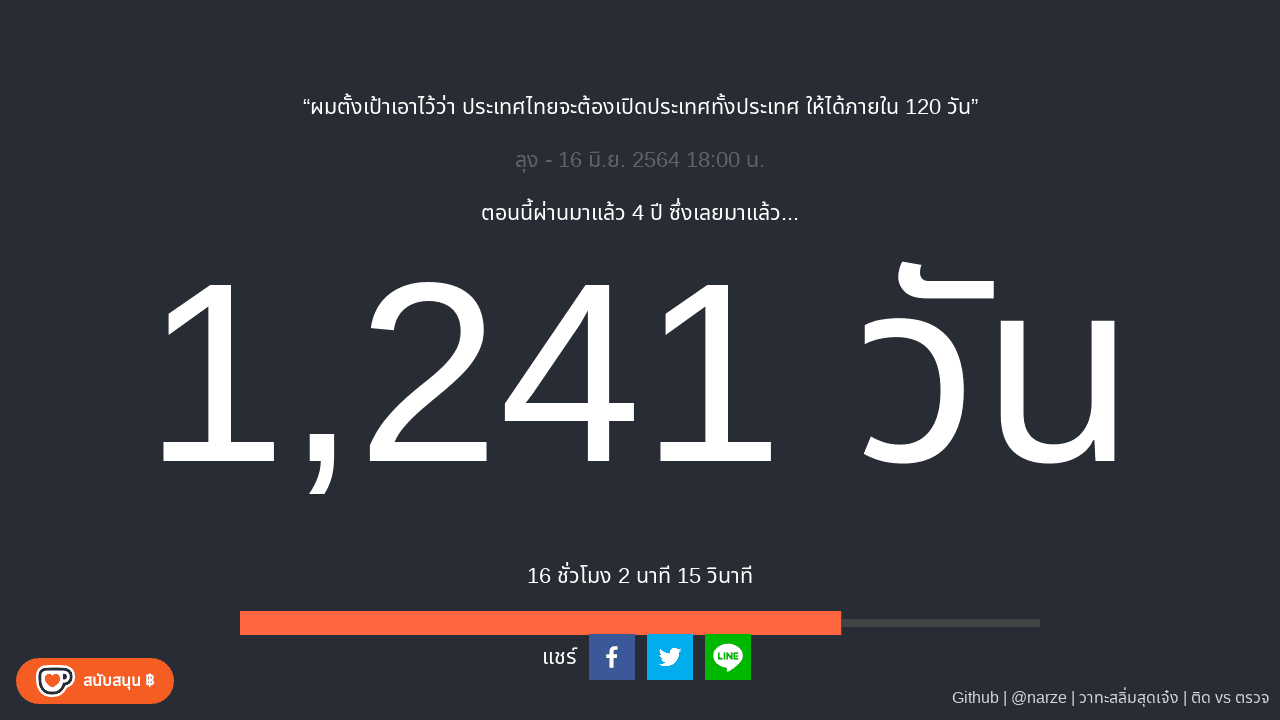 “ผมตั้งเป้าเอาไว้ว่า ประเทศไทยจะต้องเปิดประเทศทั้งประเทศ ให้ได้ภายใน 120 วัน”
ลุง - 16 มิ.ย. 2564 18:00 น.
ตอนนี้ผ่านมาแล้ว 4 ปี ซึ่งเลยมาแล้ว...
1,241 วัน
16 ชั่วโมง 2 นาที 15 วินาที
แชร์
LINE
สนับสนุน ฿
Github | @narze | วาทะสลิ่มสุดเจ๋ง | ติด vs ตรวจ